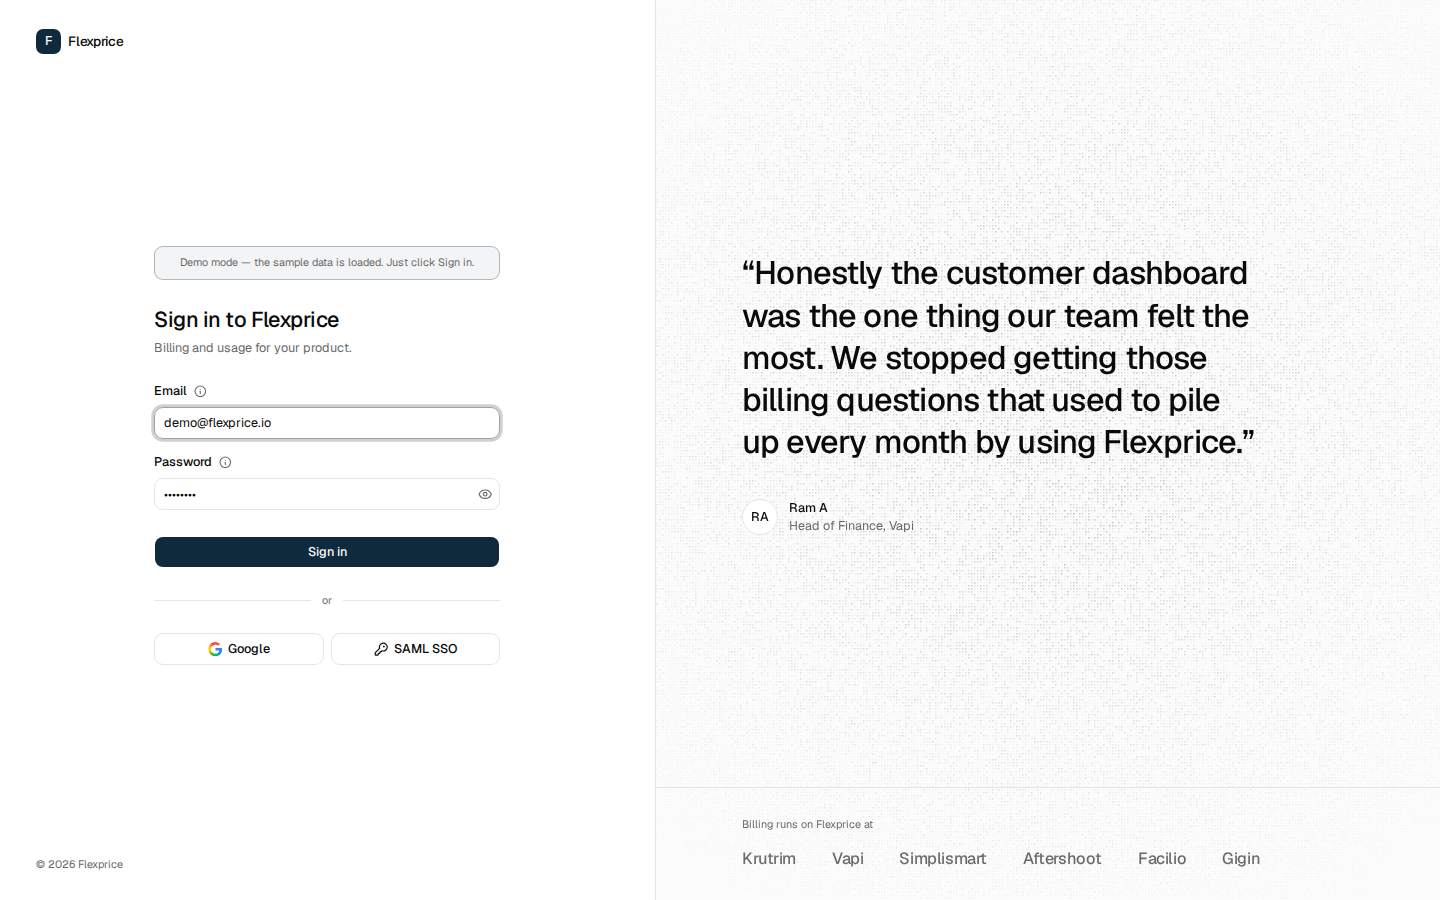 F Flexprice
Demo mode — the sample data is loaded. Just click Sign in.
Sign in to Flexprice
Billing and usage for your product.
Email
demo@flexprice.io
Password
••••••••
Sign in
or
Google
SAML SSO
© 2026 Flexprice
“Honestly the customer dashboard
was the one thing our team felt the
most. We stopped getting those
billing questions that used to pile
up every month by using Flexprice.”
RA
Ram A
Head of Finance, Vapi
Billing runs on Flexprice at
Krutrim Vapi Simplismart Aftershoot Facilio Gigin